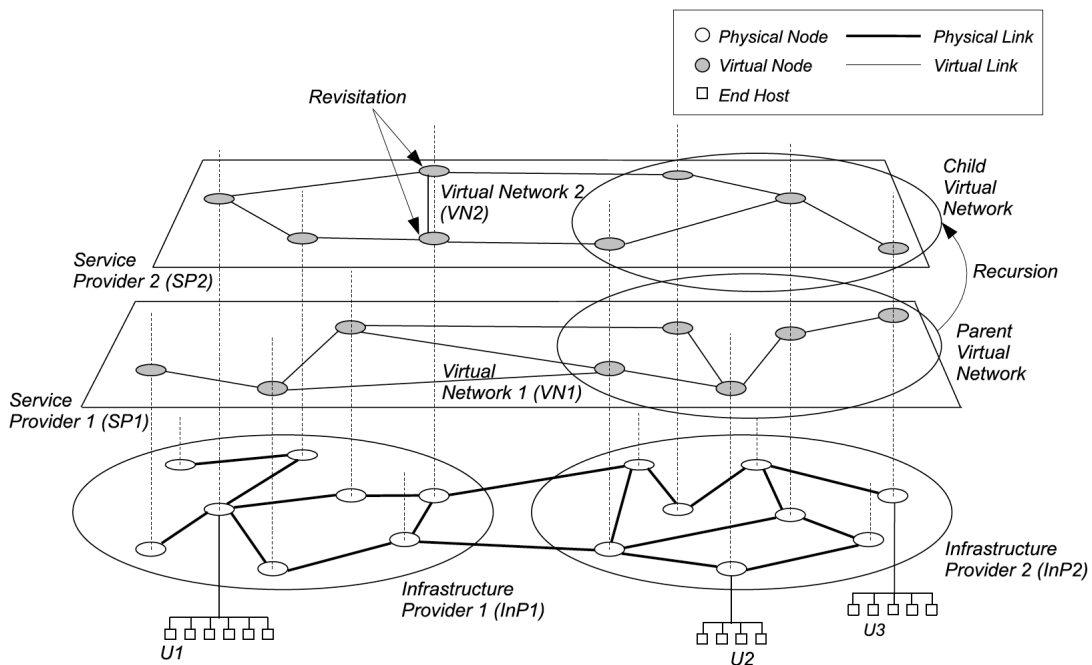 Physical Node
Physical Link
Virtual Node
Virtual Link
End Host
Revisitation
Virtual Network 2
(VN2)
Child
Virtual
Network
Service
Provider 2 (SP2)
Recursion
Virtual
Network 1 (VN1)
Parent
Virtual
Network
Service
Provider 1 (SP1)
Infrastructure
Provider 1 (InP1)
Infrastructure
Provider 2 (InP2)
U1
U2
U3